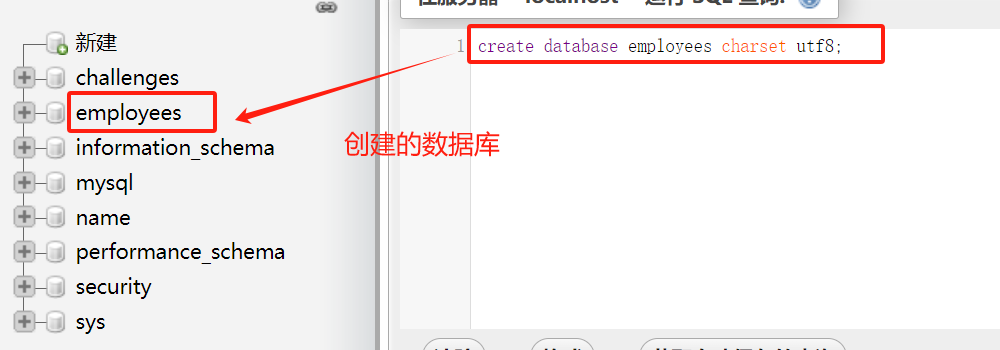 新建
challenges
employees
information_schema
mysql
name
performance_schema
security
sys
1 create database employees charset utf8;
创建的数据库